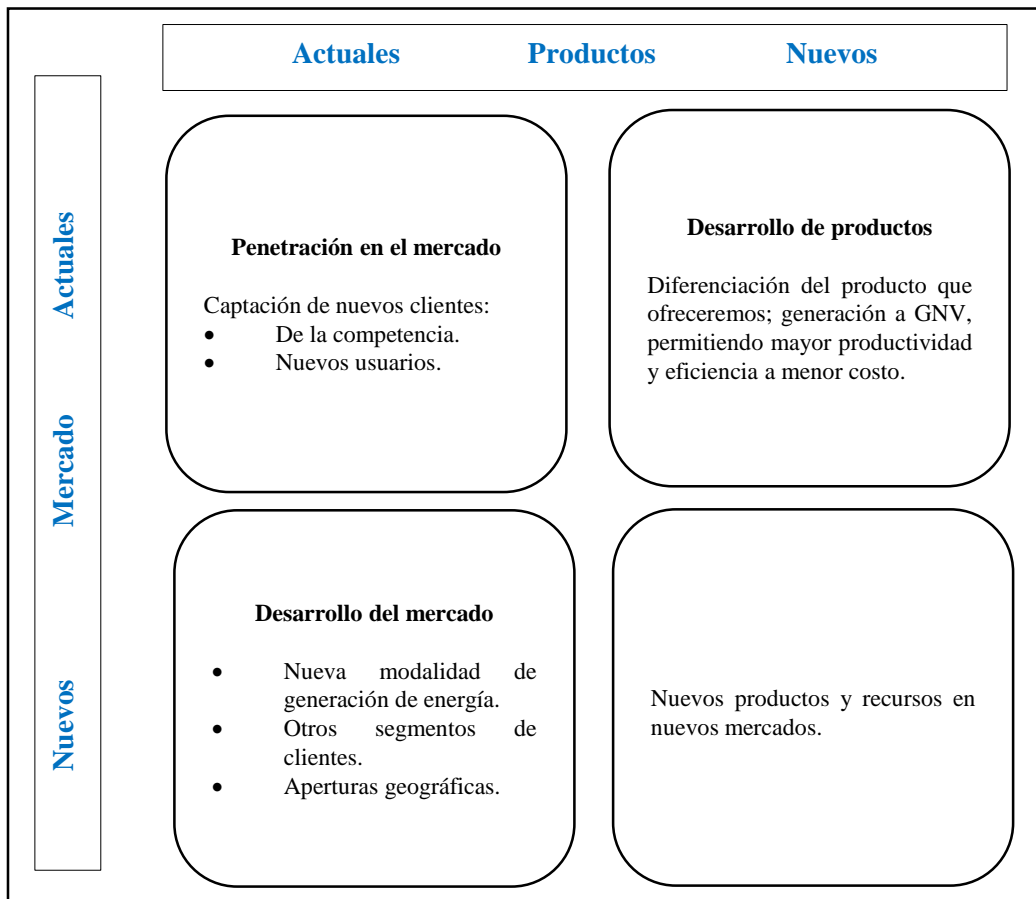 Actuales Productos Nuevos
Actuales
Mercado
Nuevos
Penetración en el mercado
Captación de nuevos clientes:
• De la competencia.
• Nuevos usuarios.
Desarrollo de productos
Diferenciación del producto que
ofreceremos; generación a GNV,
permitiendo mayor productividad
y eficiencia a menor costo.
Desarrollo del mercado
• Nueva modalidad de
generación de energía.
• Otros segmentos de
clientes.
• Aperturas geográficas.
Nuevos productos y recursos en
nuevos mercados.